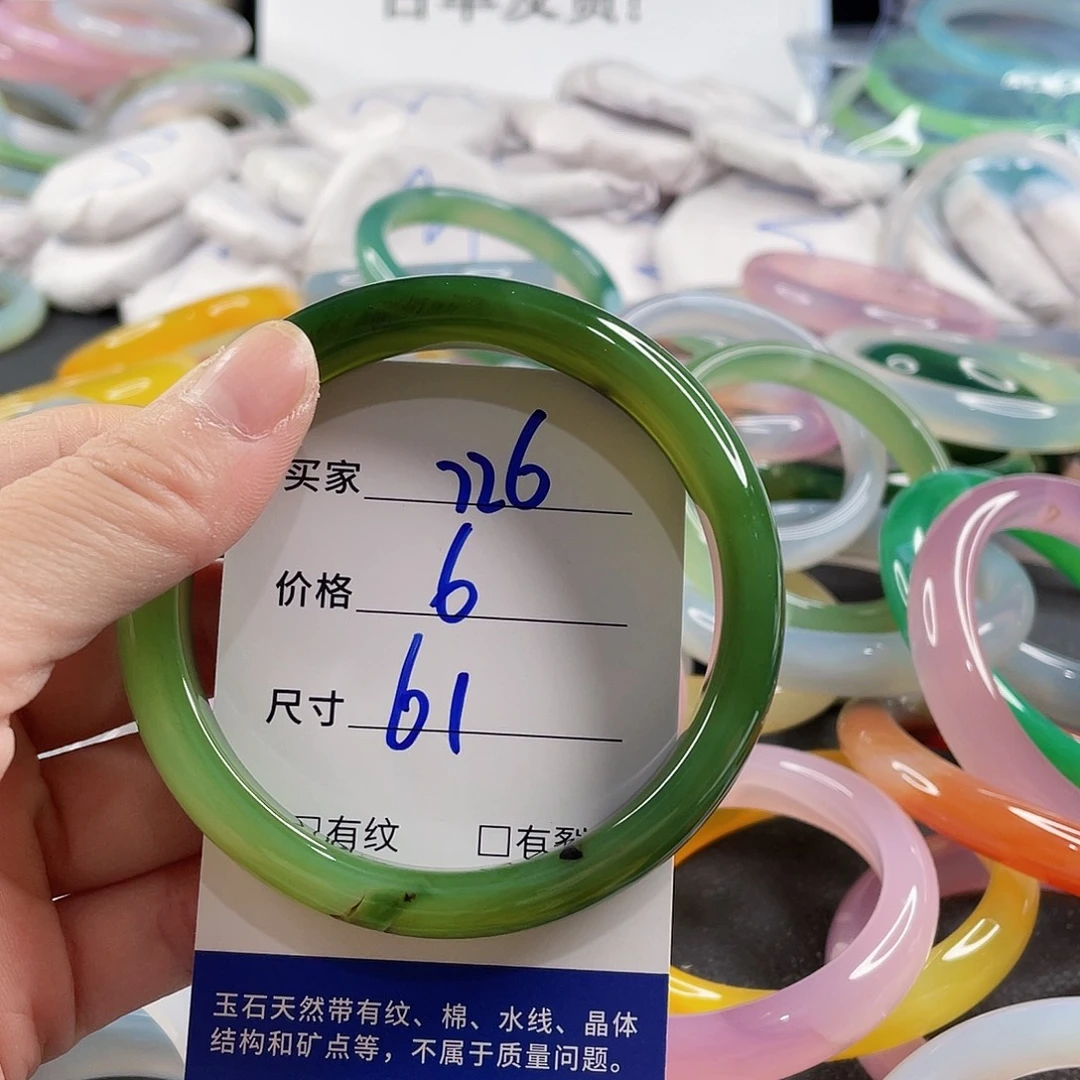 买家 726
价格 6
尺寸 61
有纹 □有裂
玉石天然带有纹、棉、水线、晶体
结构和矿点等，不属于质量问题。